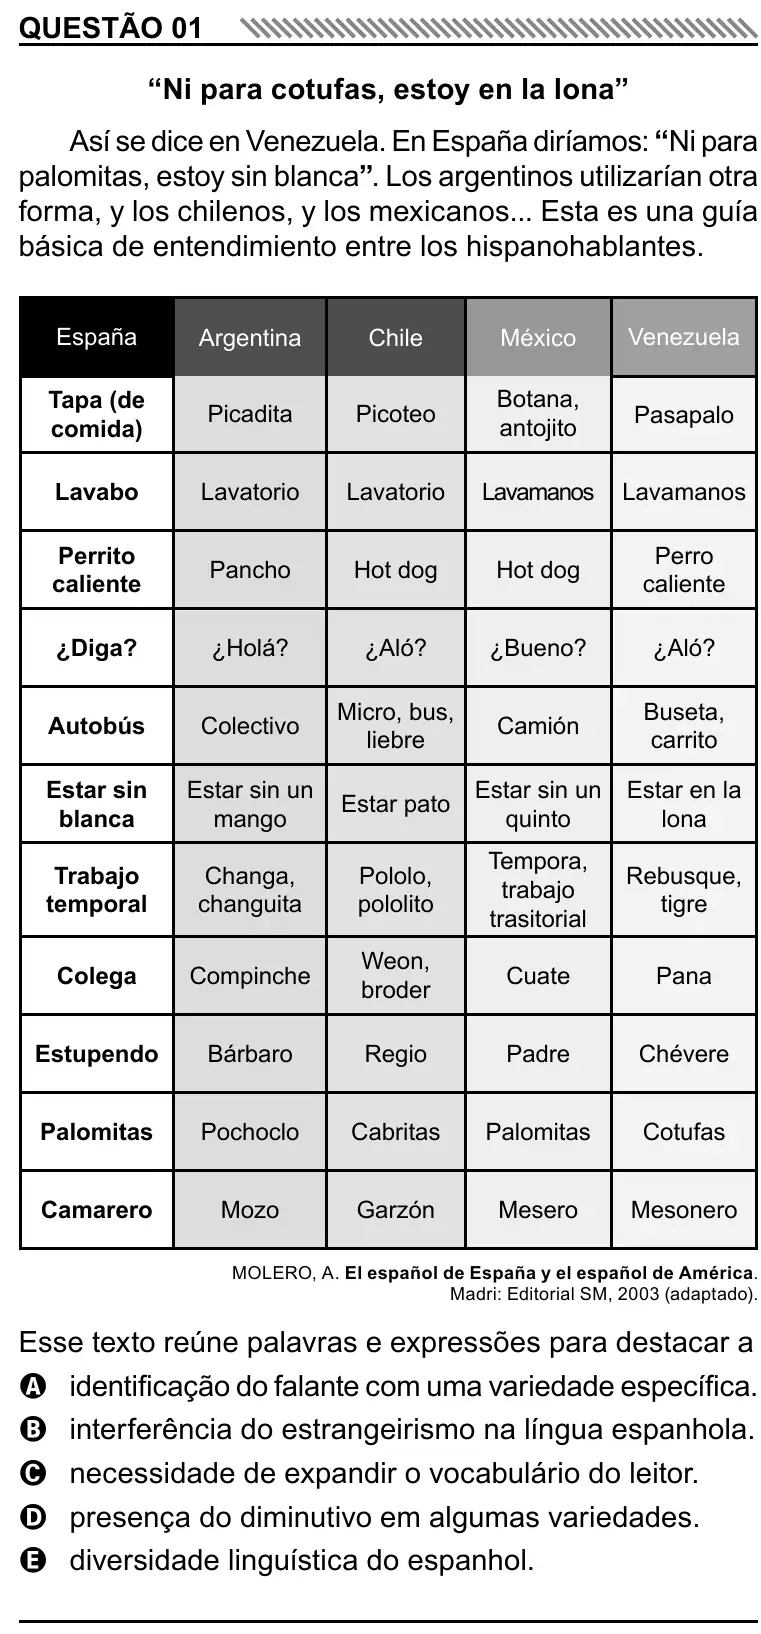 QUESTÃO 01
“Ni para cotufas, estoy en la lona”
Así se dice en Venezuela. En España diríamos: “Ni para
palomitas, estoy sin blanca”. Los argentinos utilizarían otra
forma, y los chilenos, y los mexicanos... Esta es una guía
básica de entendimiento entre los hispanohablantes.
España Argentina Chile México Venezuela
Tapa (de comida) Picadita Picoteo Botana, antojito Pasapalo
Lavabo Lavatorio Lavatorio Lavamanos Lavamanos
Perrito caliente Pancho Hot dog Hot dog Perro caliente
¿Diga? ¿Holá? ¿Aló? ¿Bueno? ¿Aló?
Autobús Colectivo Micro, bus, liebre Camión Buseta, carrito
Estar sin blanca Estar sin un mango Estar pato Estar sin un quinto Estar en la lona
Trabajo temporal Changa, changuita Pololo, pololito Tempora, trabajo trasitorial Rebusque, tigre
Colega Compinche Weon, broder Cuate Pana
Estupendo Bárbaro Regio Padre Chévere
Palomitas Pochoclo Cabritas Palomitas Cotufas
Camarero Mozo Garzón Mesero Mesonero
MOLERO, A. El español de España y el español de América.
Madri: Editorial SM, 2003 (adaptado).
Esse texto reúne palavras e expressões para destacar a
A identificação do falante com uma variedade específica.
B interferência do estrangeirismo na língua espanhola.
C necessidade de expandir o vocabulário do leitor.
D presença do diminutivo em algumas variedades.
E diversidade linguística do espanhol.